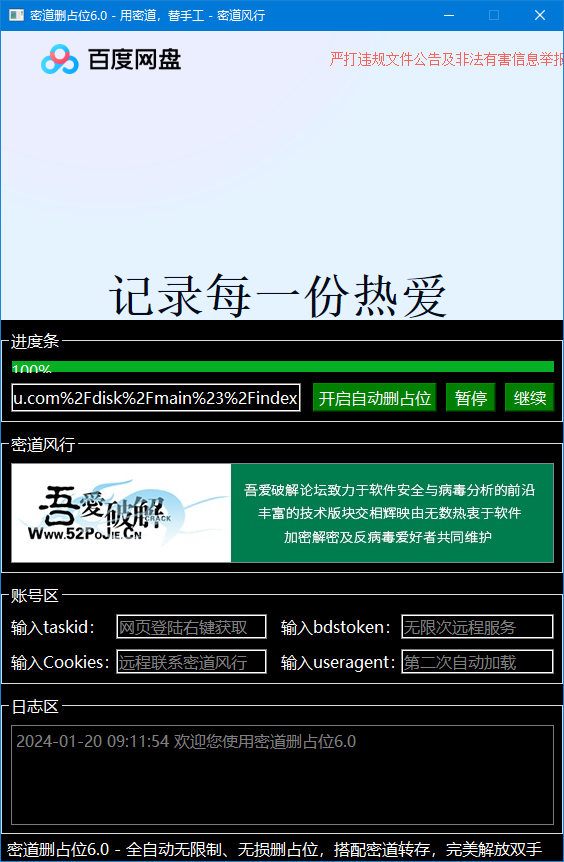 密道删占位6.0 - 用密道，替手工 - 密道风行
百度网盘
严打违规文件公告及非法有害信息举报
记录每一份热爱
进度条
100%
u.com%2Fdisk%2Fmain%23%2Findex
开启自动删占位 暂停 继续
密道风行
吾爱破解论坛致力于软件安全与病毒分析的前沿
丰富的技术版块交相辉映由无数热衷于软件
加密解密及反病毒爱好者共同维护
吾愛破解
CRACK
WWW.52POJIE.CN
账号区
输入taskid： 网页登陆右键获取 输入bdstoken： 无限次远程服务
输入Cookies： 远程联系密道风行 输入useragent： 第二次自动加载
日志区
2024-01-20 09:11:54 欢迎您使用密道删占位6.0
密道删占位6.0 - 全自动无限制、无损删占位，搭配密道转存，完美解放双手